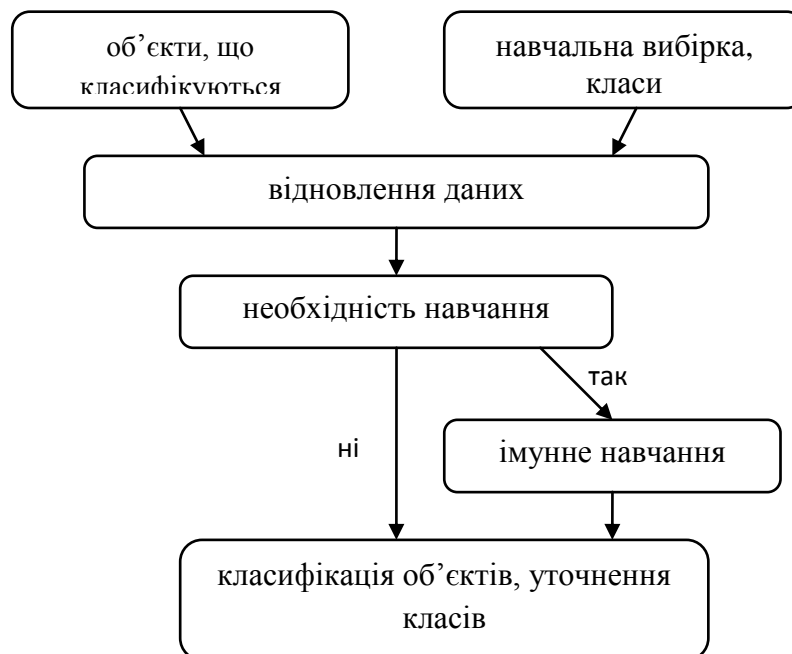 об’єкти, що
класифікуються
навчальна вибірка,
класи
відновлення даних
необхідність навчання
так
ні
імунне навчання
класифікація об’єктів, уточнення
класів